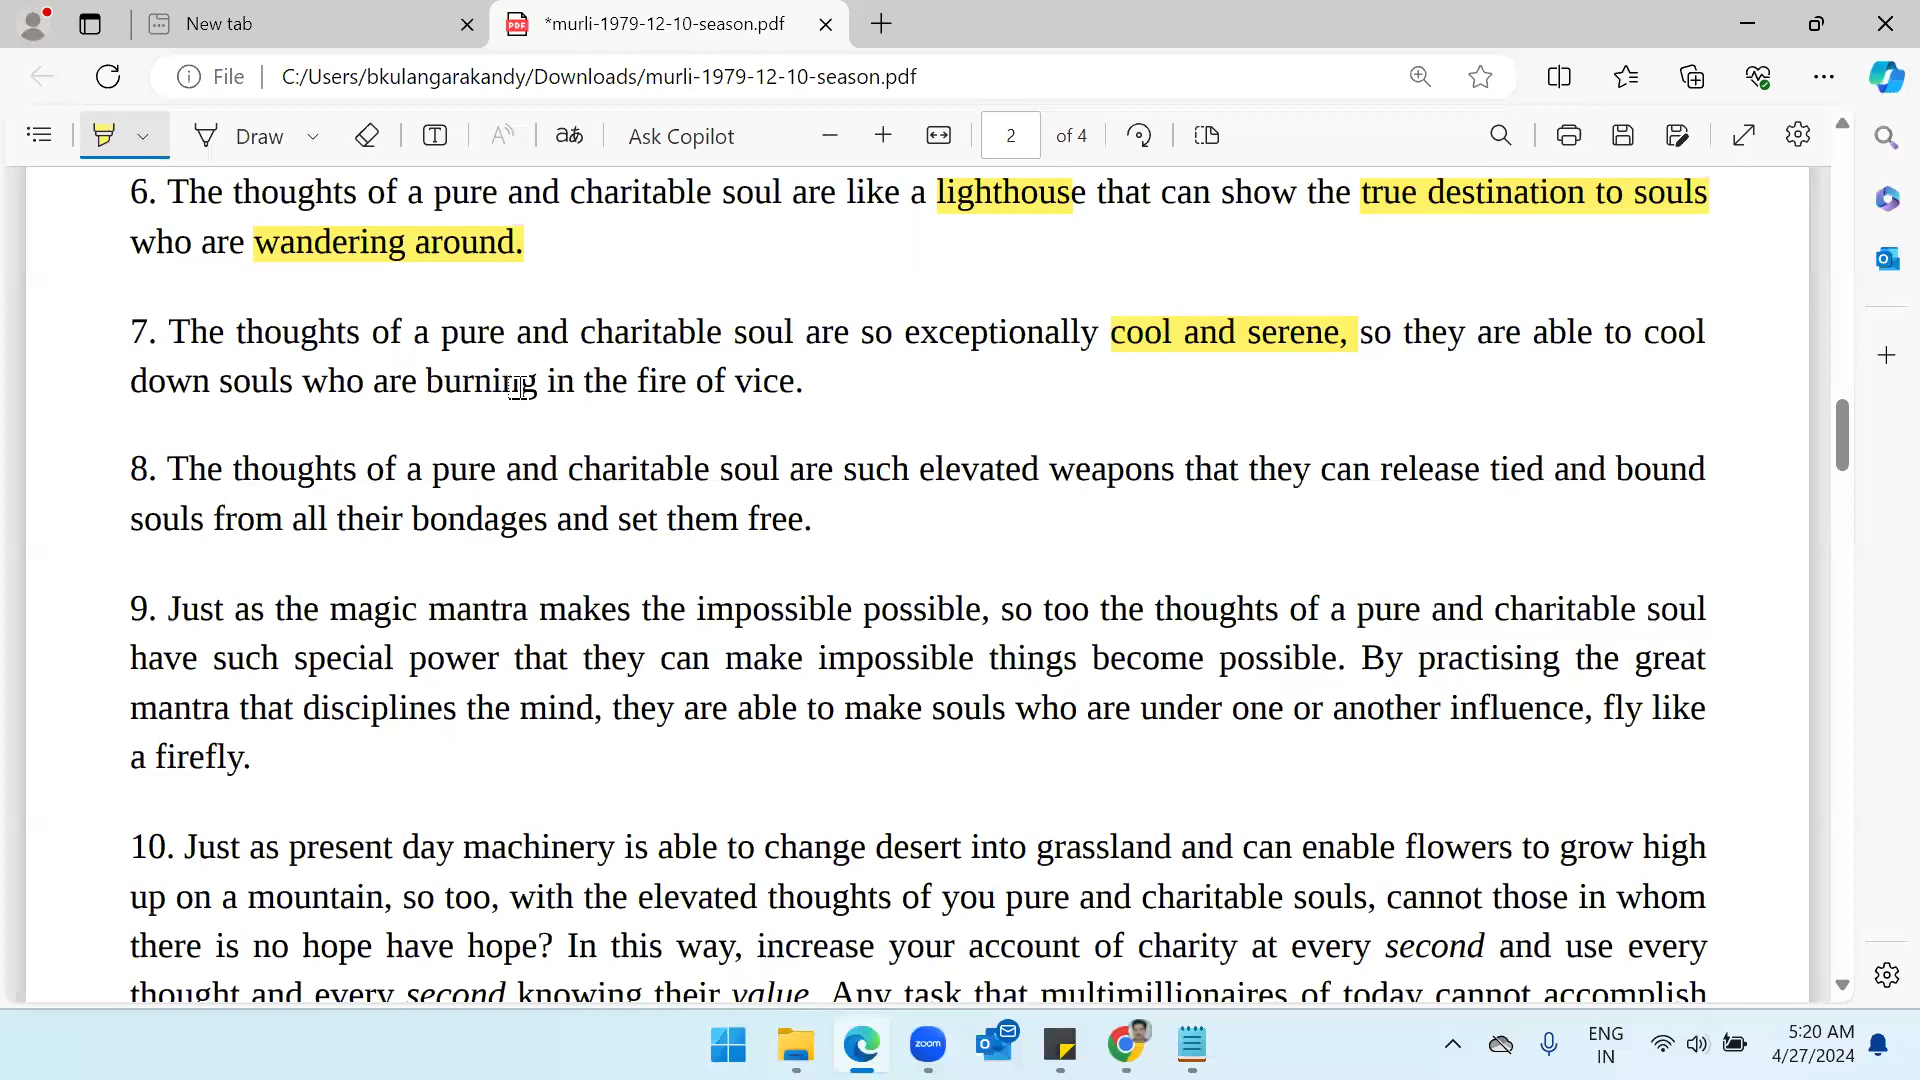 New tab
*murli-1979-12-10-season.pdf
File
C:/Users/bkulangarakandy/Downloads/murli-1979-12-10-season.pdf
Draw
Ask Copilot
2 of 4
6. The thoughts of a pure and charitable soul are like a lighthouse that can show the true destination to souls
who are wandering around.
7. The thoughts of a pure and charitable soul are so exceptionally cool and serene, so they are able to cool
down souls who are burning in the fire of vice.
8. The thoughts of a pure and charitable soul are such elevated weapons that they can release tied and bound
souls from all their bondages and set them free.
9. Just as the magic mantra makes the impossible possible, so too the thoughts of a pure and charitable soul
have such special power that they can make impossible things become possible. By practising the great
mantra that disciplines the mind, they are able to make souls who are under one or another influence, fly like
a firefly.
10. Just as present day machinery is able to change desert into grassland and can enable flowers to grow high
up on a mountain, so too, with the elevated thoughts of you pure and charitable souls, cannot those in whom
there is no hope have hope? In this way, increase your account of charity at every second and use every
thought and every second knowing their value. Any task that multimillionaires of today cannot accomplish
zoom
ENG
IN
5:20 AM
4/27/2024